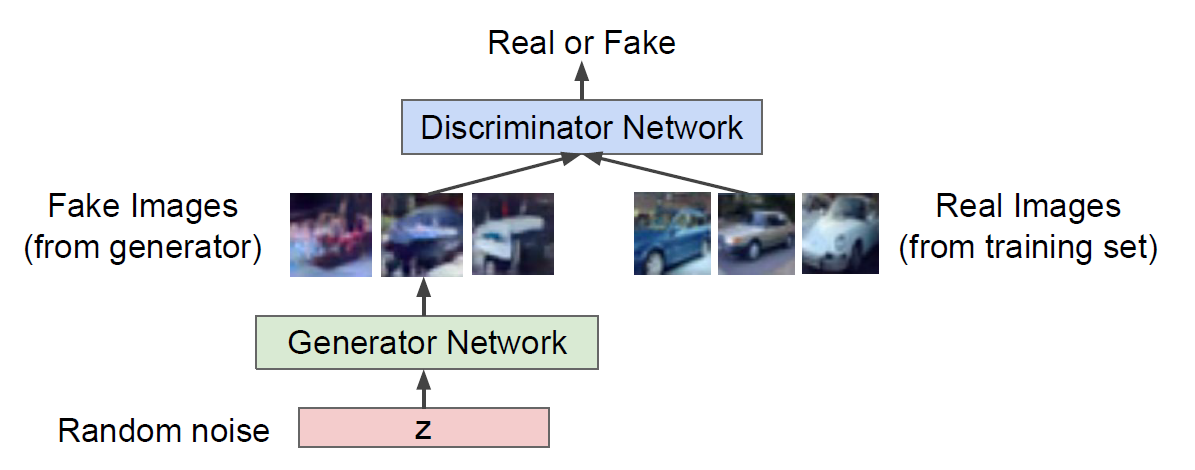 Real or Fake
Discriminator Network
Fake Images
(from generator)
Real Images
(from training set)
Generator Network
Random noise
z